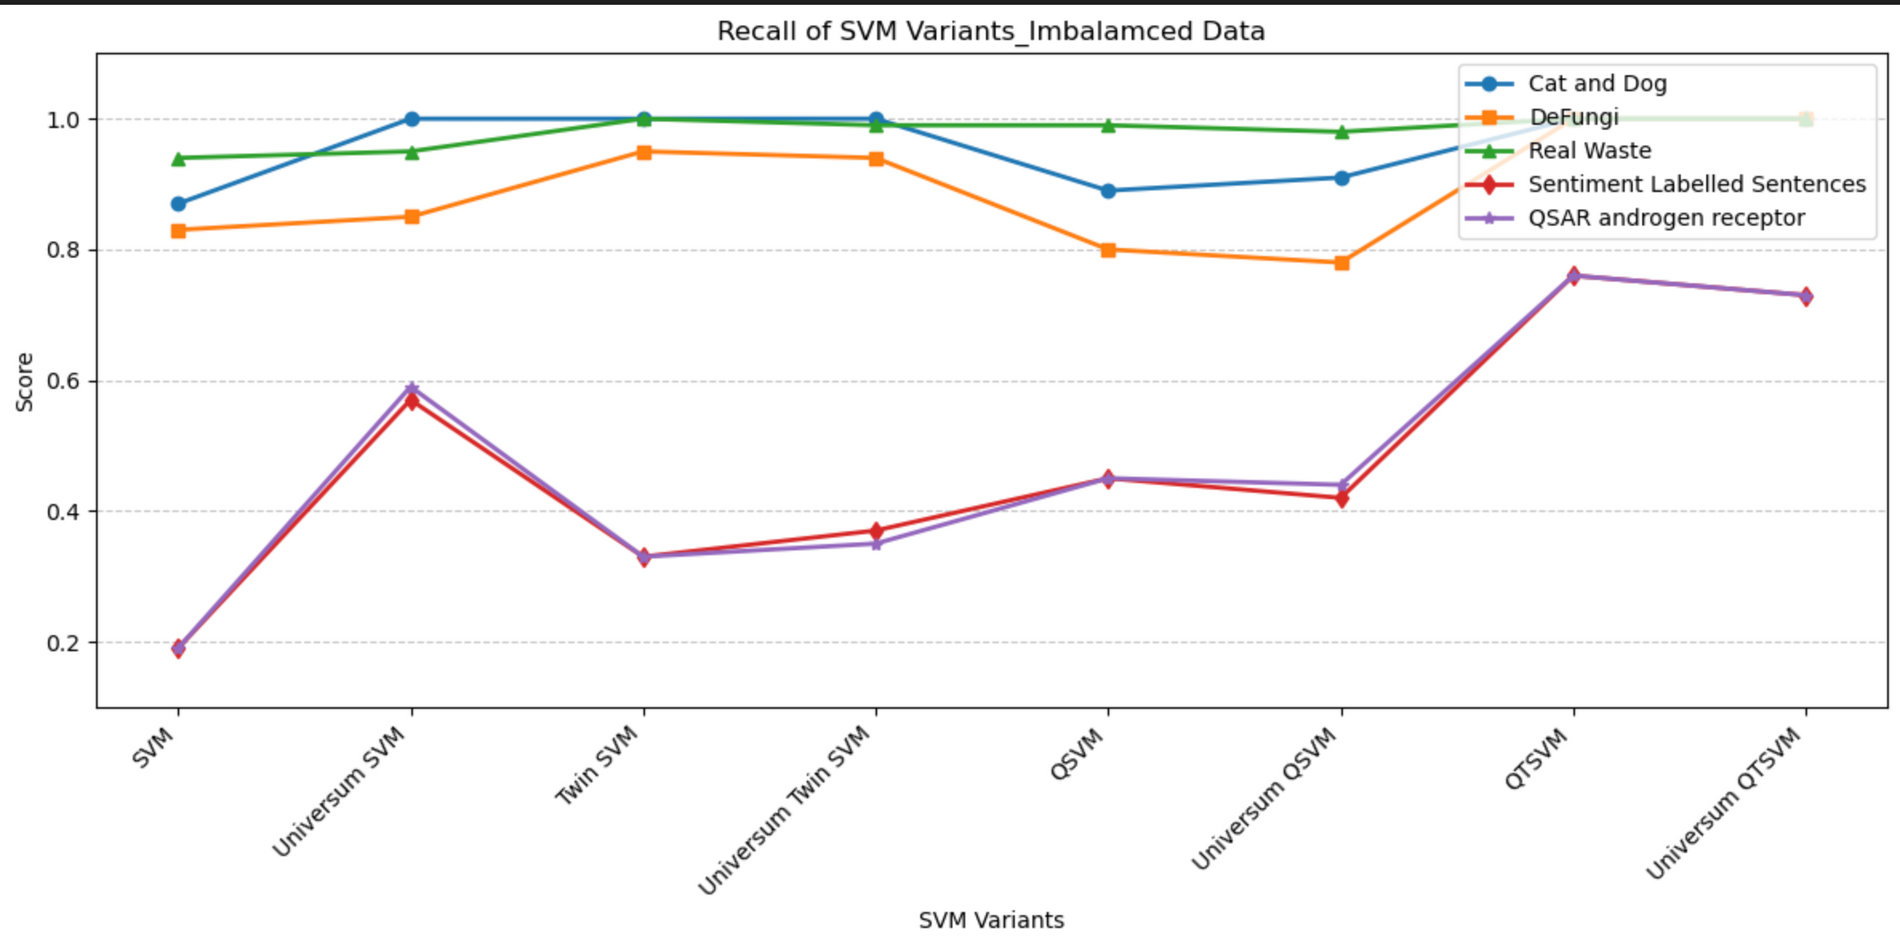 Recall of SVM Variants_Imbalamced Data
Cat and Dog
DeFungi
Real Waste
Sentiment Labelled Sentences
QSAR androgen receptor
Score
1.0
0.8
0.6
0.4
0.2
SVM
Universum SVM
Twin SVM
Universum Twin SVM
QSVM
Universum QSVM
QTSVM
Universum QTSVM
SVM Variants